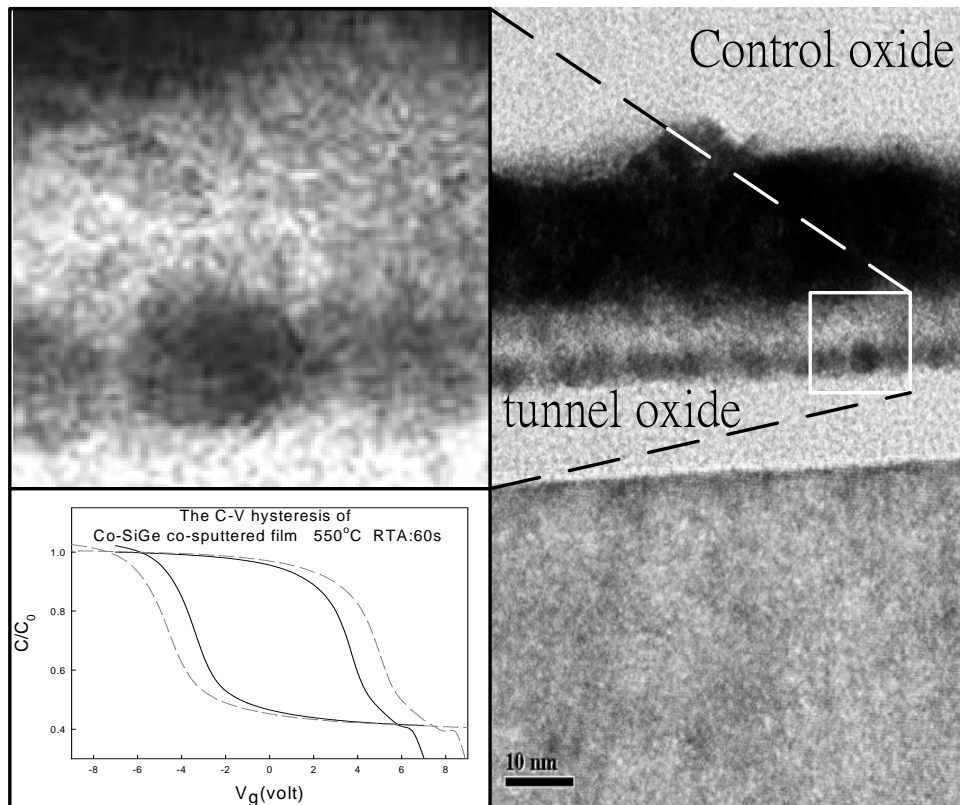 Control oxide
tunnel oxide
10 nm
The C-V hysteresis of
Co-SiGe co-sputtered film 550°C RTA:60s
1.0
0.8
0.6
0.4
C/C₀
-8 -6 -4 -2 0 2 4 6 8
Vg(volt)